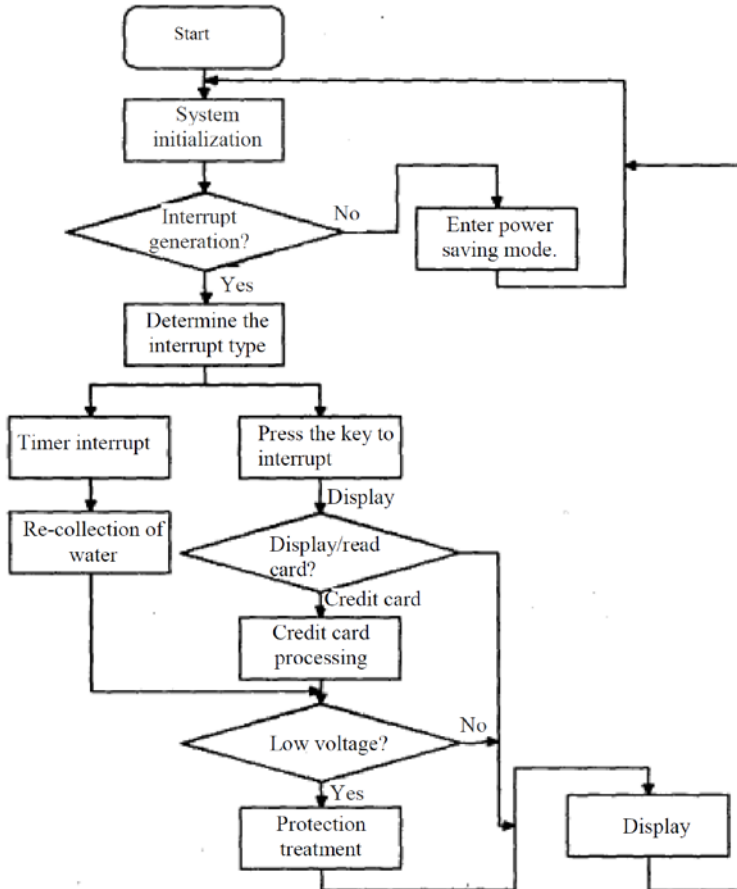 Start
System
initialization
Interrupt
generation?
No
Enter power
saving mode.
Yes
Determine the
interrupt type
Timer interrupt
Press the key to
interrupt
Display
Re-collection of
water
Display/read
card?
Credit card
Credit card
processing
Low voltage?
No
Yes
Protection
treatment
Display